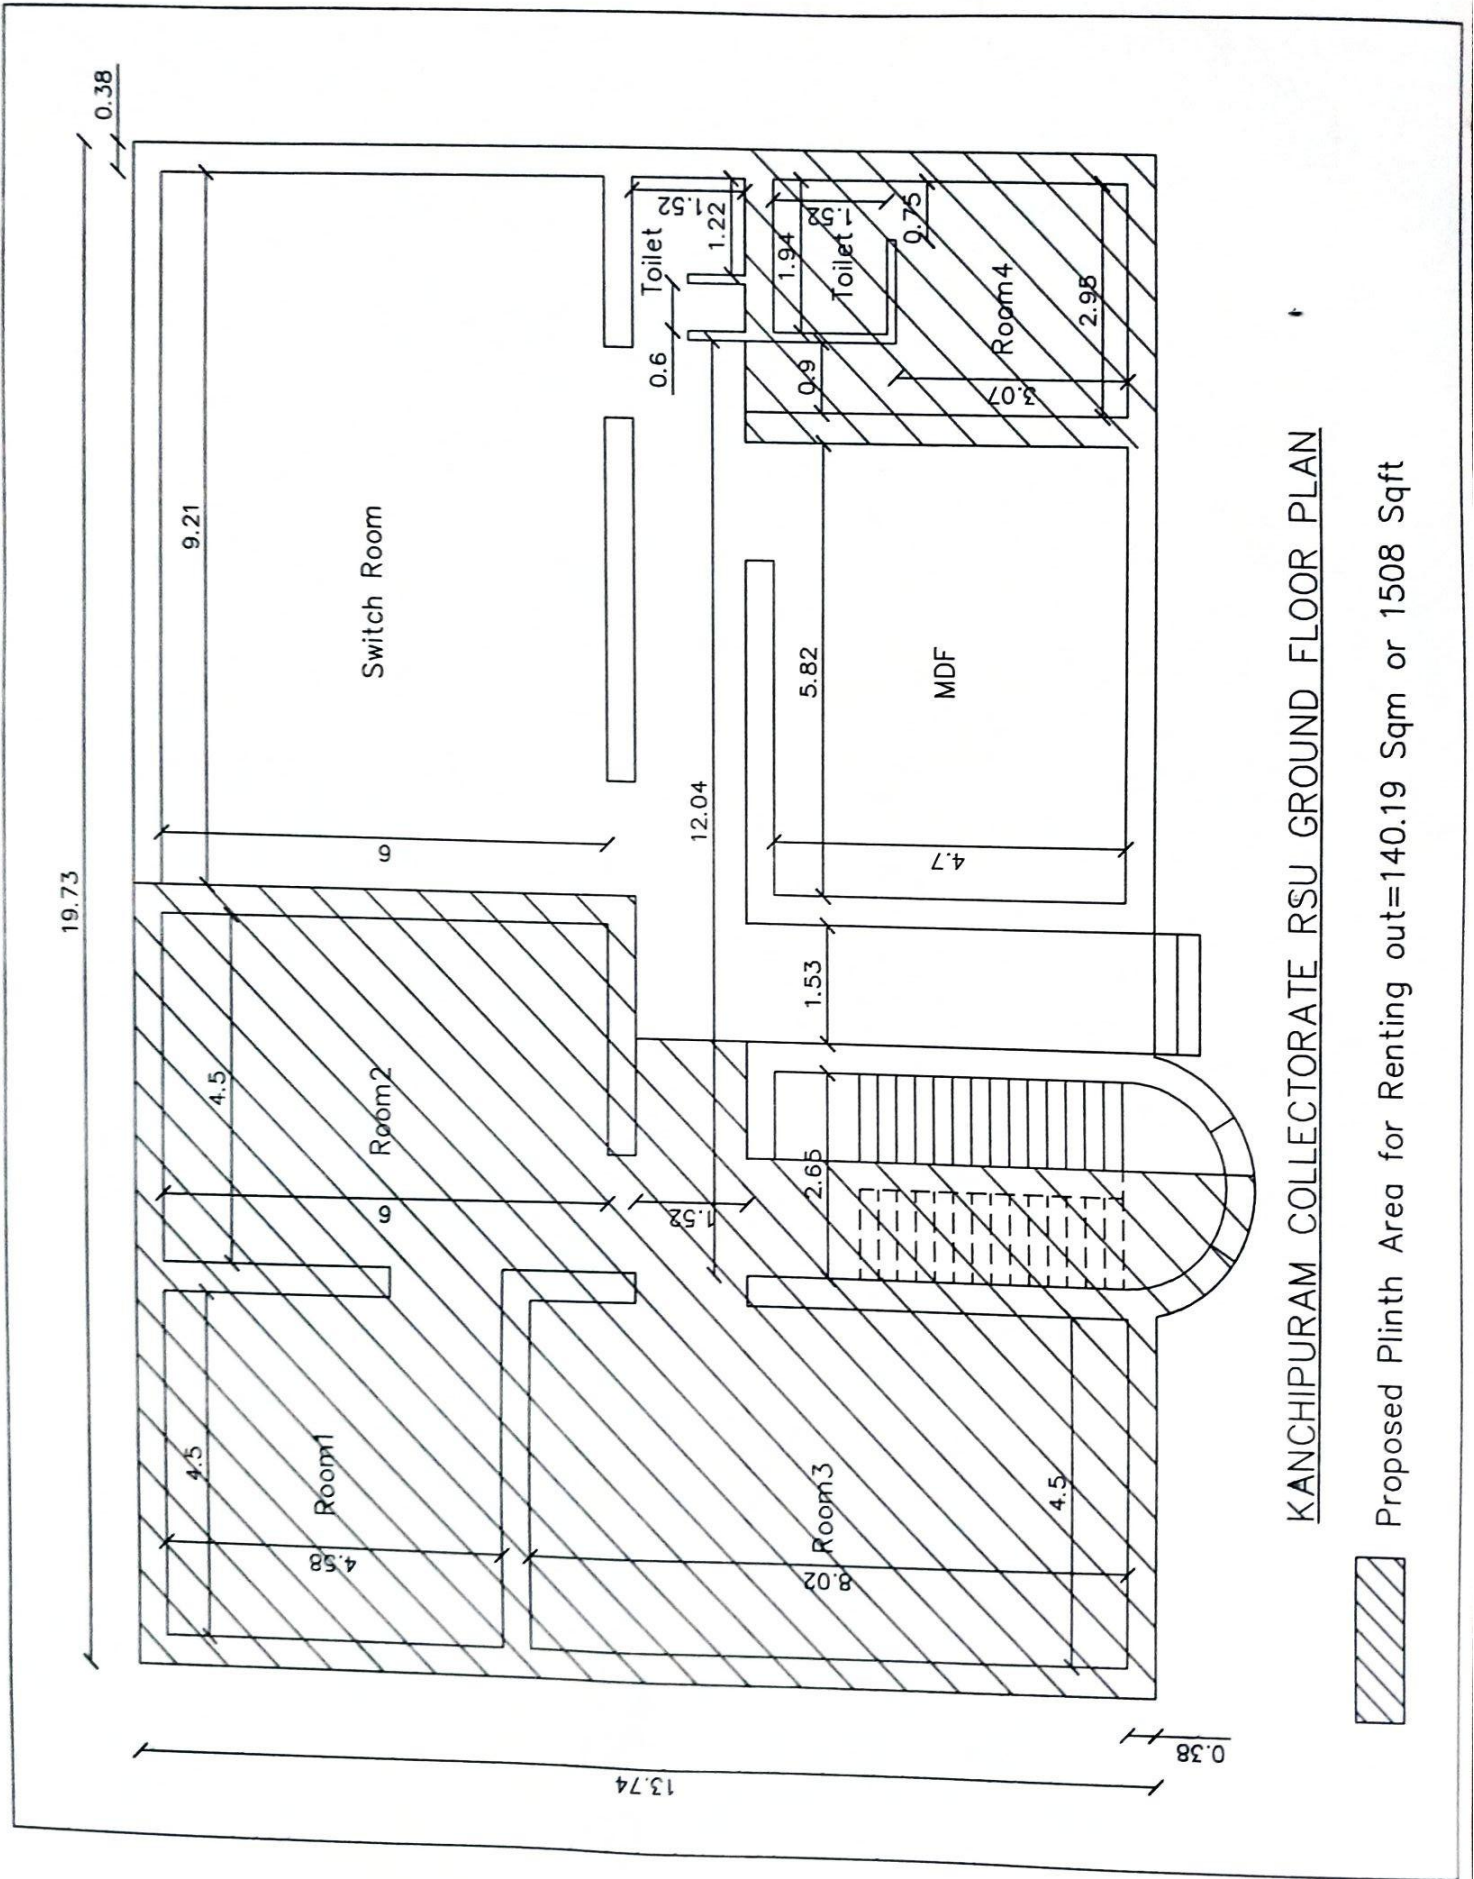 19.73
0.38
9.21
Switch Room
6
4.5
Room2
6
4.5
Room1
4.58
13.74
Toilet
1.52
1.22
0.6
12.04
1.52
1.94
1.52
Toilet
0.75
0.9
Room4
2.95
3.07
5.82
MDF
4.7
1.53
2.65
Room3
8.02
4.5
0.38
KANCHIPURAM COLLECTORATE RSU GROUND FLOOR PLAN
Proposed Plinth Area for Renting out=140.19 Sqm or 1508 Sqft